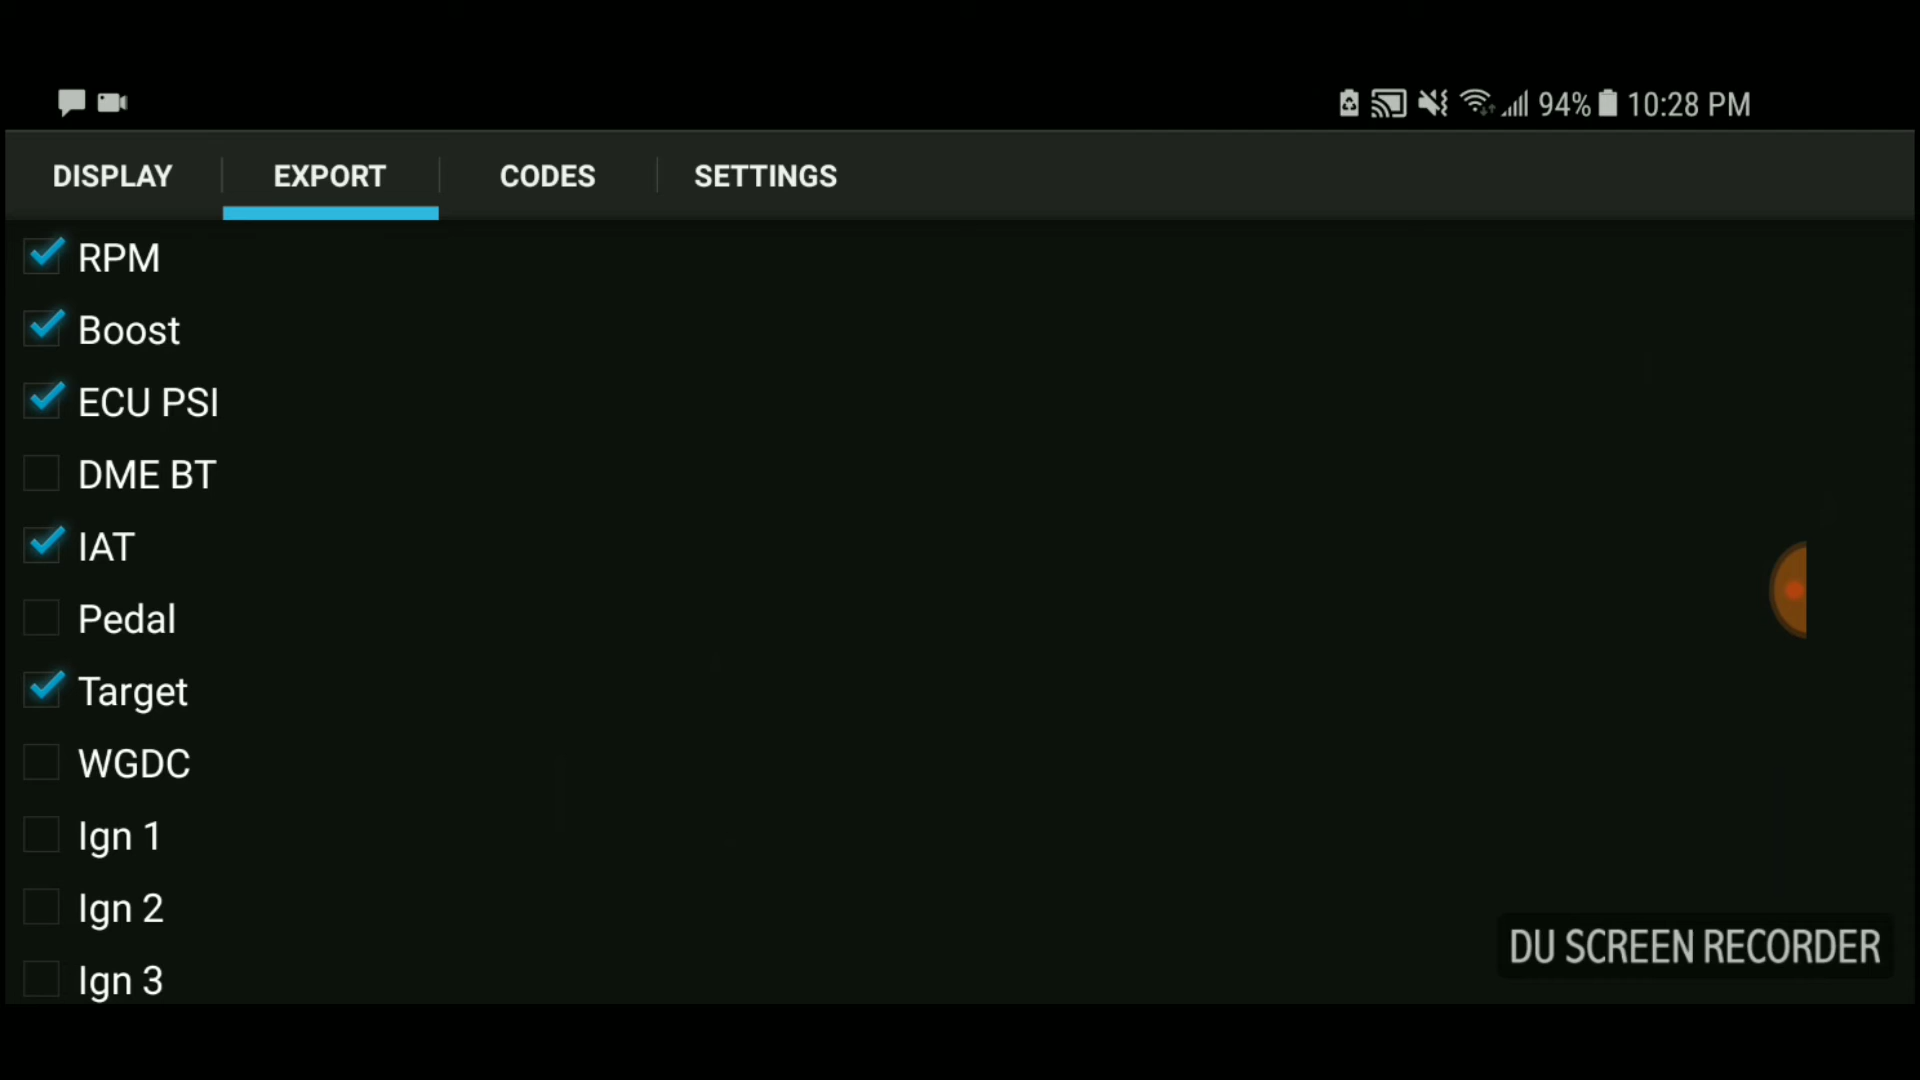 94% 10:28 PM
DISPLAY EXPORT CODES SETTINGS
RPM
Boost
ECU PSI
DME BT
IAT
Pedal
Target
WGDC
Ign 1
Ign 2
Ign 3
DU SCREEN RECORDER